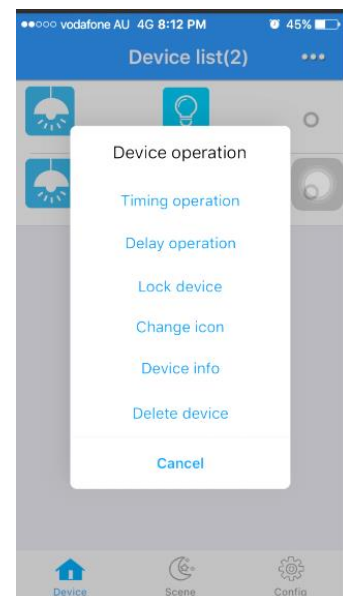 vodafone AU 4G 8:12 PM 45%
Device list(2)
Device operation
Timing operation
Delay operation
Lock device
Change icon
Device info
Delete device
Cancel
Device Scene Config